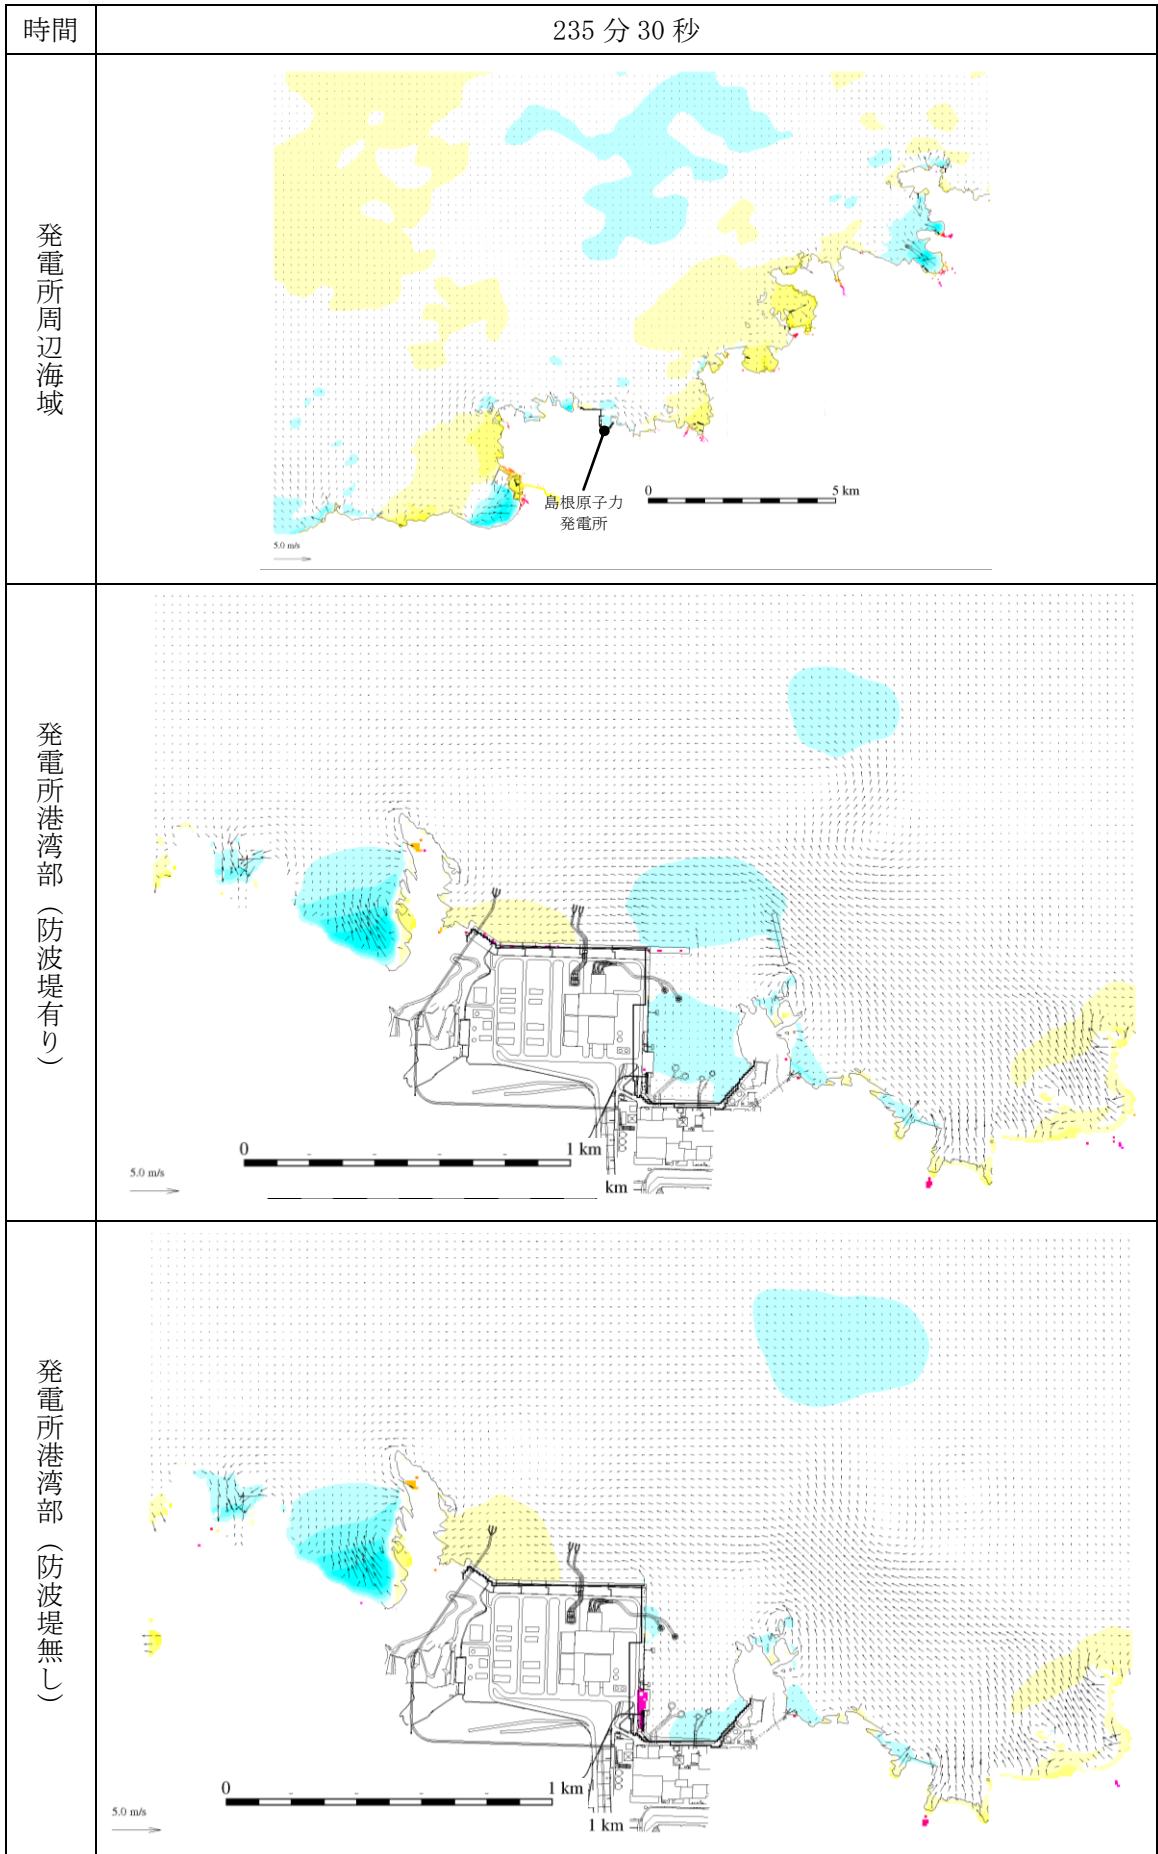 時間
235 分 30 秒
発電所周辺海域
島根原子力
発電所
0
5 km
5.0 m/s
発電所港湾部（防波堤有り）
0
1 km
km
5.0 m/s
発電所港湾部（防波堤無し）
0
1 km
1 km
5.0 m/s